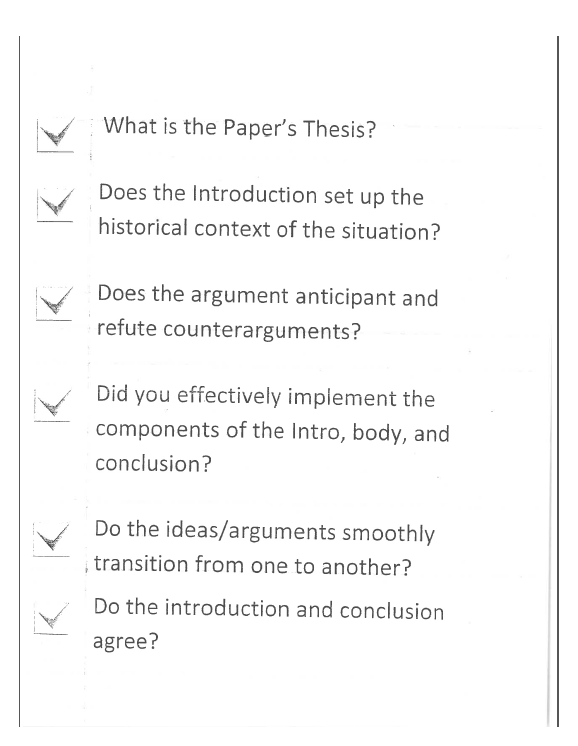 What is the Paper's Thesis?
Does the Introduction set up the
historical context of the situation?
Does the argument anticipant and
refute counterarguments?
Did you effectively implement the
components of the Intro, body, and
conclusion?
Do the ideas/arguments smoothly
transition from one to another?
Do the introduction and conclusion
agree?